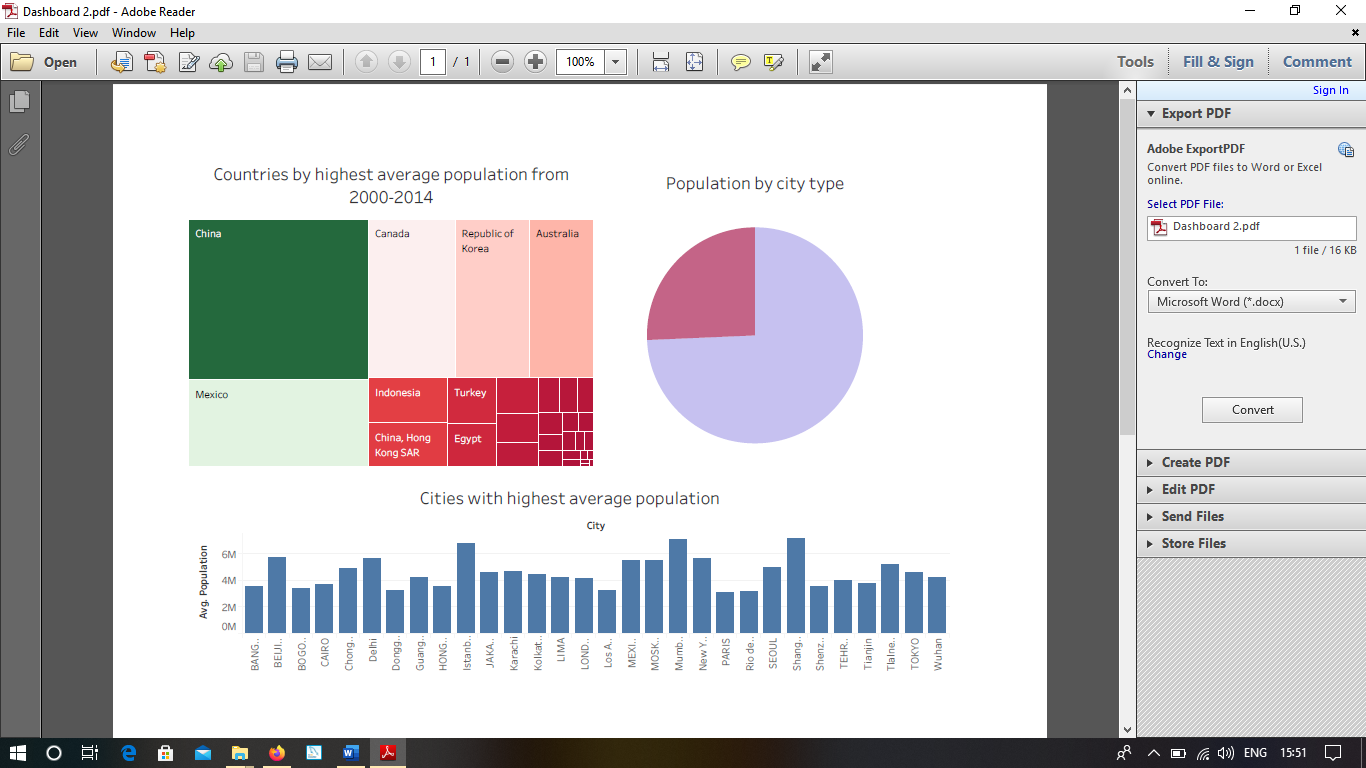 Dashboard 2.pdf - Adobe Reader
File Edit View Window Help
Open
1 / 1
100%
Tools Fill & Sign Comment
Sign In
Export PDF
Adobe ExportPDF
Convert PDF files to Word or Excel
online.
Select PDF File:
Dashboard 2.pdf
1 file / 16 KB
Convert To:
Microsoft Word (*.docx)
Recognize Text in English(U.S.)
Change
Convert
Create PDF
Edit PDF
Send Files
Store Files
Countries by highest average population from
2000-2014
China
Canada
Republic of
Korea
Australia
Mexico
Indonesia
Turkey
China, Hong
Kong SAR
Egypt
Population by city type
Cities with highest average population
City
Avg. Population
6M
4M
2M
0M
BANG..
BEIJI..
BOGO..
CAIRO
Chong..
Delhi
Dongg..
Guang..
HONG..
Istanb..
JAKA..
Karachi
Kolkat..
LIMA
LOND..
Los A..
MEXI..
MOSK..
Mumb..
New Y..
PARIS
Rio de..
SEOUL
Shang..
Shenz..
TEHR..
Tianjin
Tlalne..
TOKYO
Wuhan
ENG 15:51